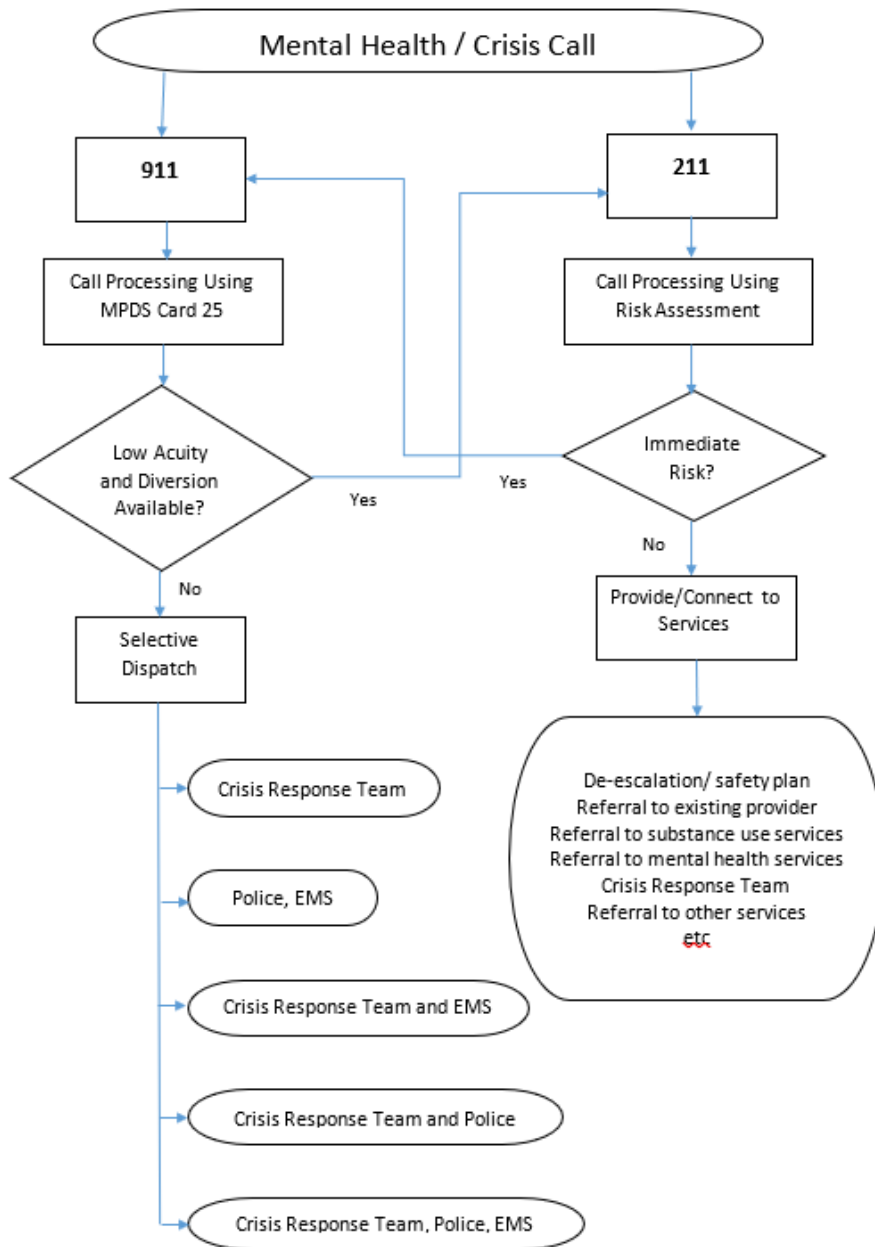 Mental Health / Crisis Call
911
211
Call Processing Using
MPDS Card 25
Call Processing Using
Risk Assessment
Low Acuity
and Diversion
Available?
Yes
Immediate
Risk?
Yes
No
No
Selective
Dispatch
Provide/Connect to
Services
Crisis Response Team
Police, EMS
Crisis Response Team and EMS
Crisis Response Team and Police
Crisis Response Team, Police, EMS
De-escalation/ safety plan
Referral to existing provider
Referral to substance use services
Referral to mental health services
Crisis Response Team
Referral to other services
etc